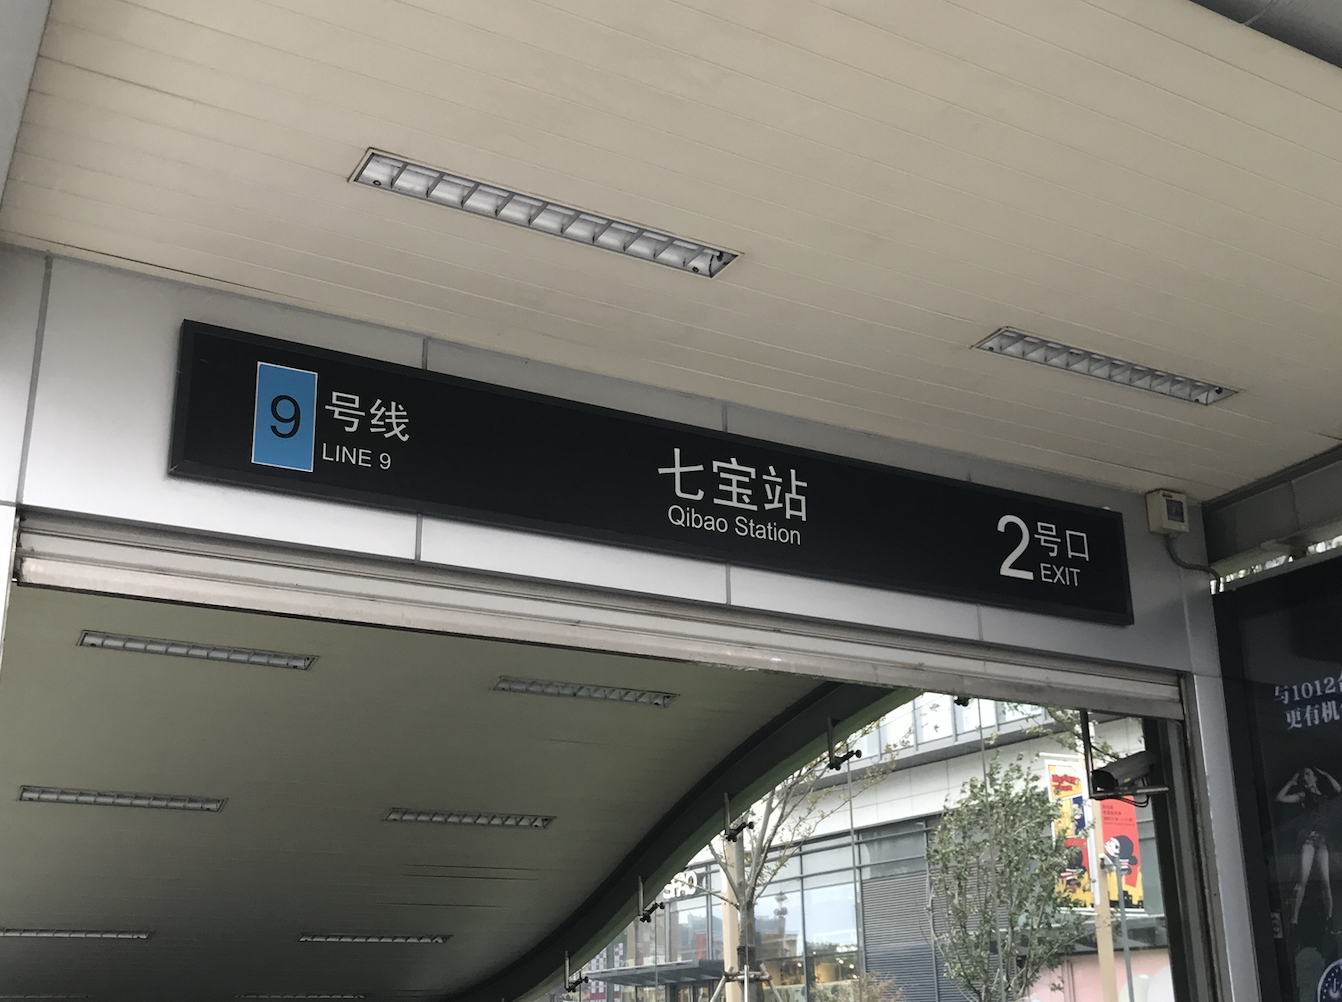 9 号线
LINE 9
七宝站
Qibao Station
2 号口
EXIT
与1012
更有机